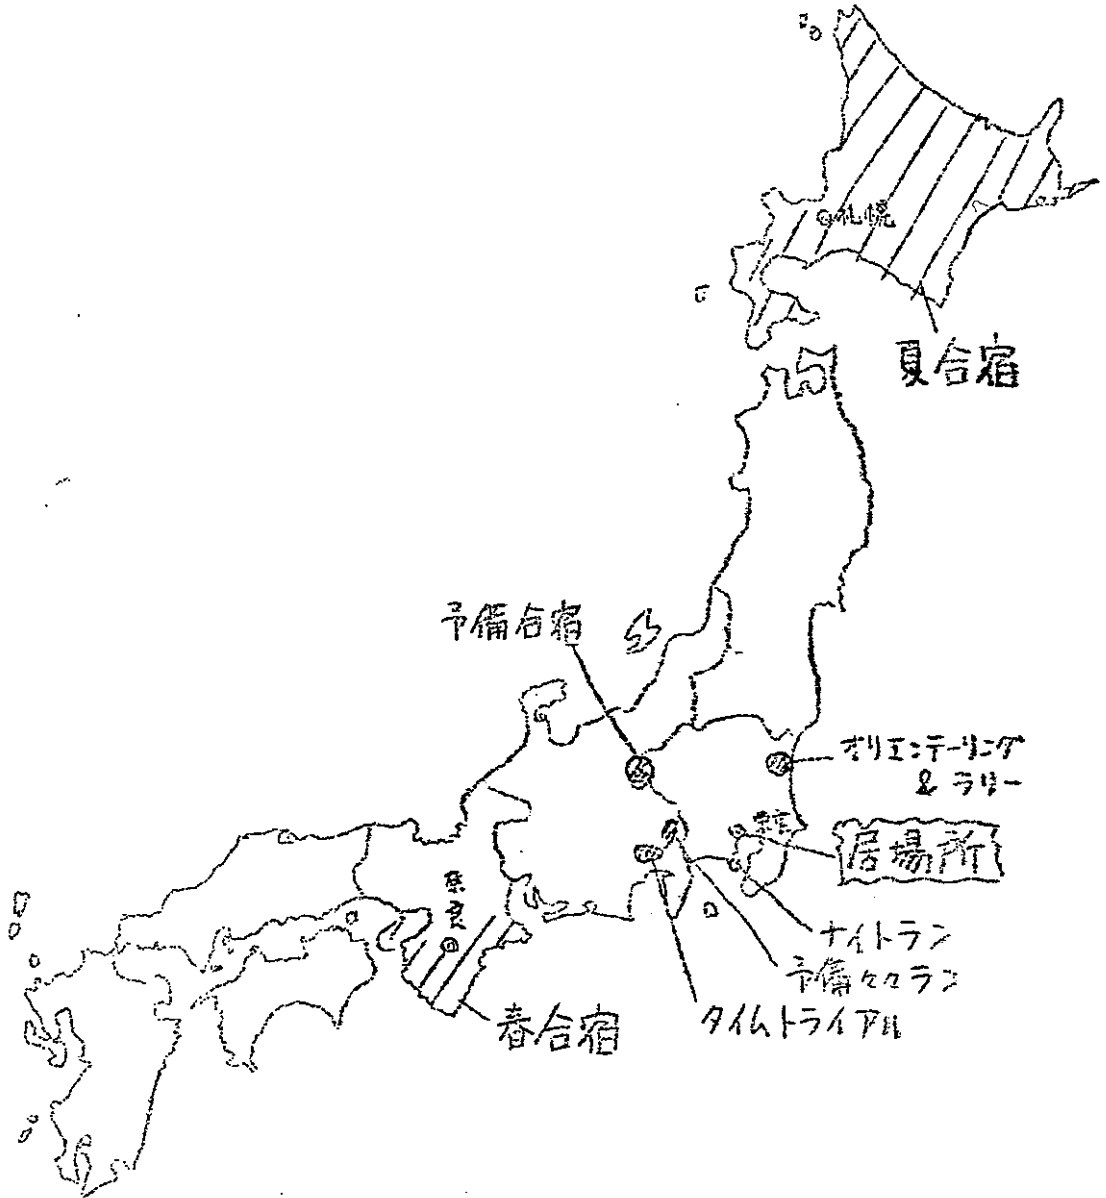 札幌
夏合宿
予備合宿
オリエンテーリング
& ラリー
東京
居場所
奈良
ナイトラン
予備々々ラン
タイムトライアル
春合宿